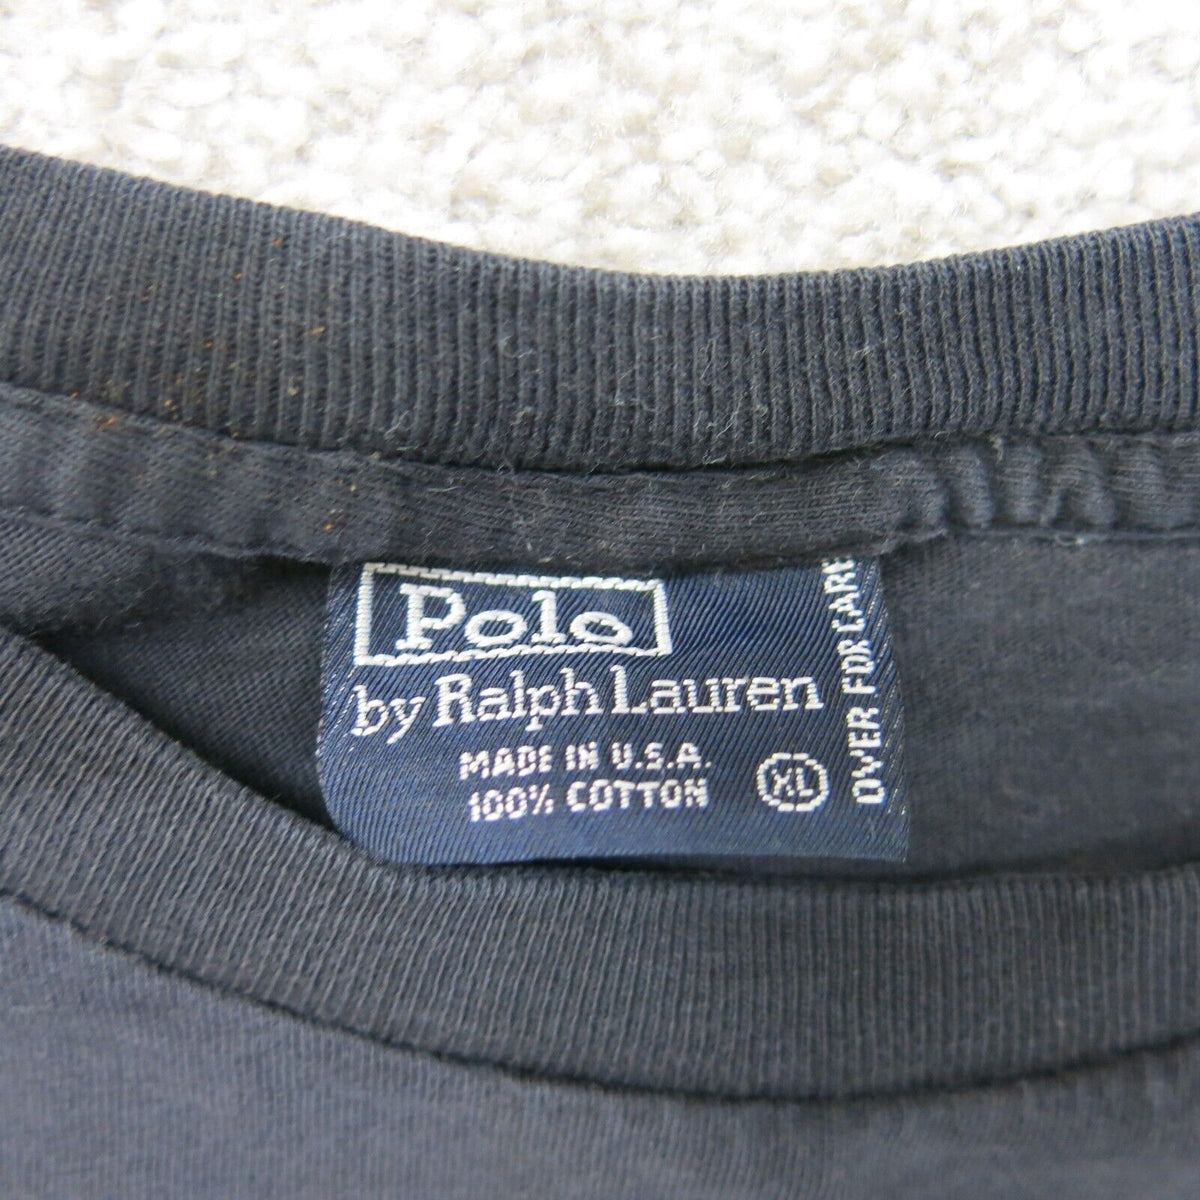 Polo
by Ralph Lauren
MADE IN U.S.A.
100% COTTON
XL
OVER FOR CARE